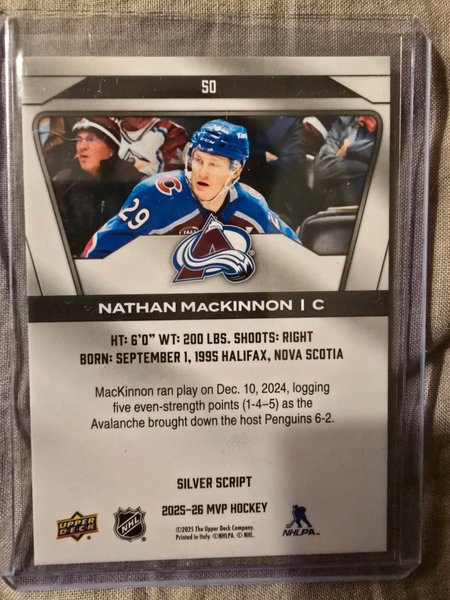 50
29
NATHAN MACKINNON | C
HT: 6'0" WT: 200 LBS. SHOOTS: RIGHT
BORN: SEPTEMBER 1, 1995 HALIFAX, NOVA SCOTIA
MacKinnon ran play on Dec. 10, 2024, logging
five even-strength points (1-4—5) as the
Avalanche brought down the host Penguins 6-2.
SILVER SCRIPT
2025-26 MVP HOCKEY
UPPER DECK
NHL
©2025 The Upper Deck Company.
Printed in Italy. ©NHLPA. © NHL.
NHLPA